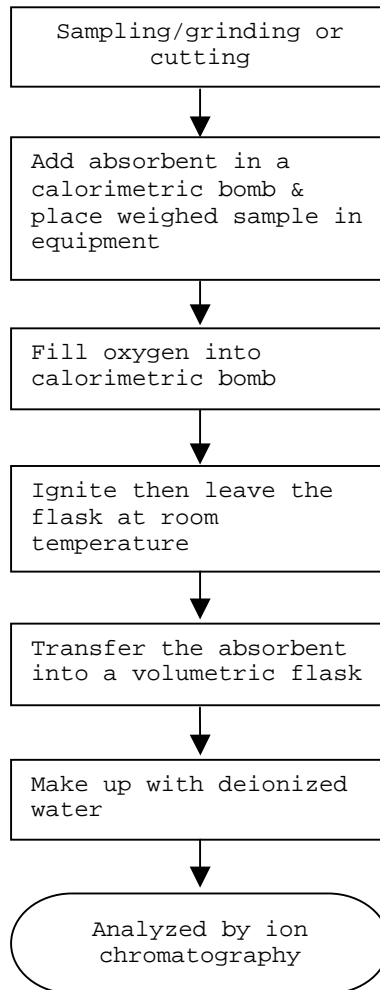 Sampling/grinding or
cutting
Add absorbent in a
calorimetric bomb &
place weighed sample in
equipment
Fill oxygen into
calorimetric bomb
Ignite then leave the
flask at room
temperature
Transfer the absorbent
into a volumetric flask
Make up with deionized
water
Analyzed by ion
chromatography